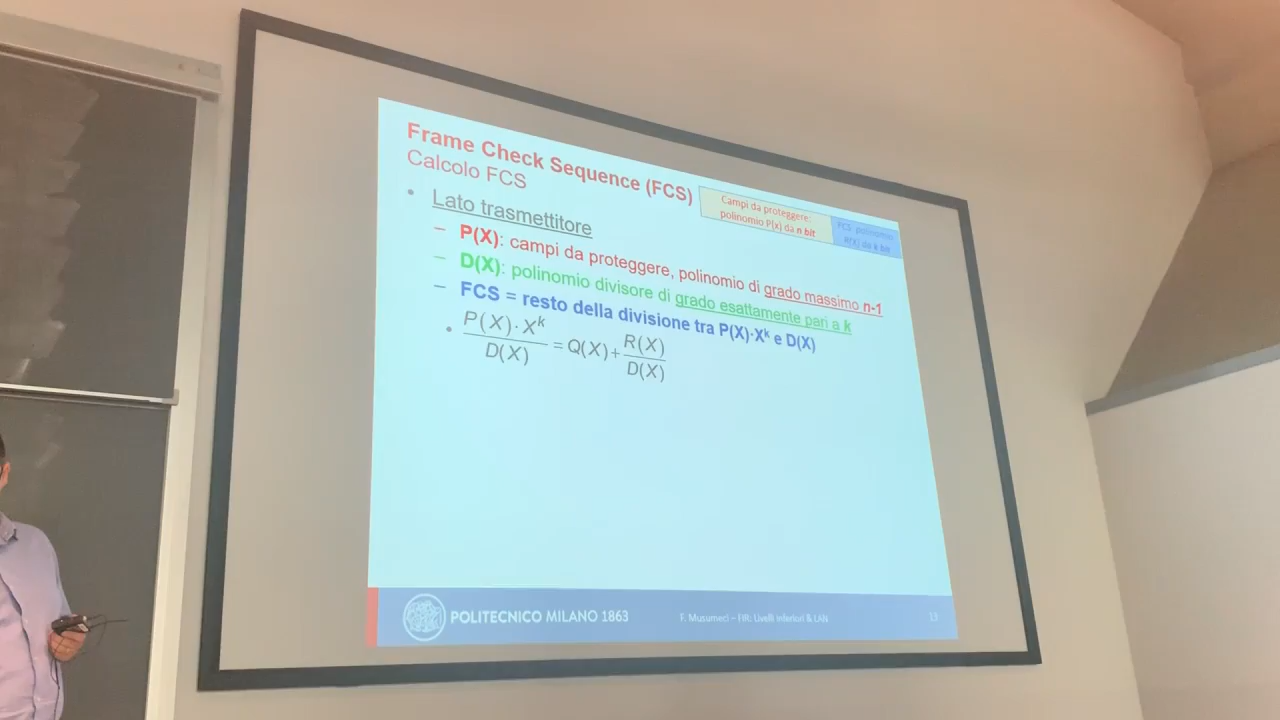 Frame Check Sequence (FCS)
Calcolo FCS
Campi da proteggere:
polinomio P(x) da n bit
FCS: polinomio
R(X) da k bit
• Lato trasmettitore
– P(X): campi da proteggere, polinomio di grado massimo n-1
– D(X): polinomio divisore di grado esattamente pari a k
– FCS = resto della divisione tra P(X)·Xᵏ e D(X)
• P(X)·Xᵏ / D(X) = Q(X) + R(X) / D(X)
POLITECNICO MILANO 1863
F. Musumeci – FIR: Livelli inferiori & LAN
13